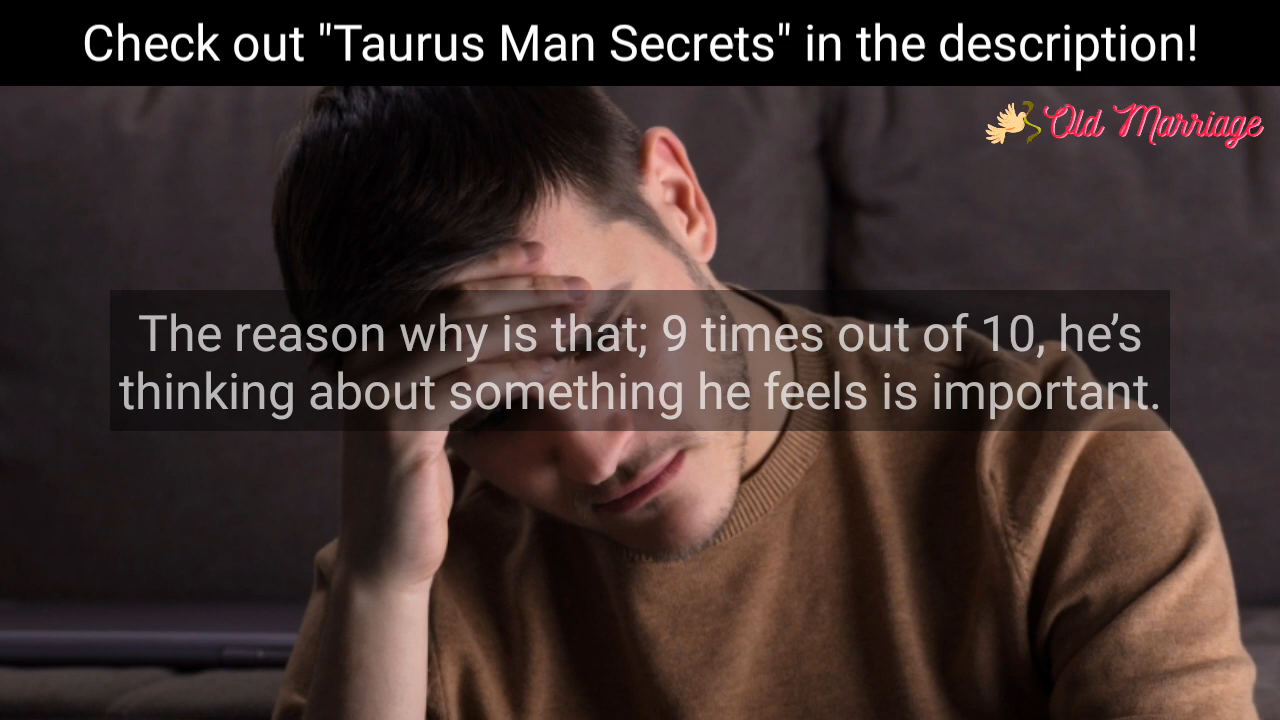 Check out "Taurus Man Secrets" in the description!
Old Marriage
The reason why is that; 9 times out of 10, he’s
thinking about something he feels is important.